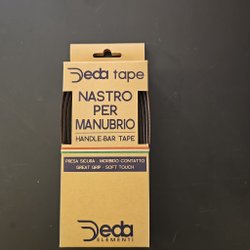 Deda tape
NASTRO
PER
MANUBRIO
HANDLE-BAR TAPE
PRESA SICURA - MORBIDO CONTATTO
GREAT GRIP - SOFT TOUCH
Deda
ELEMENTI